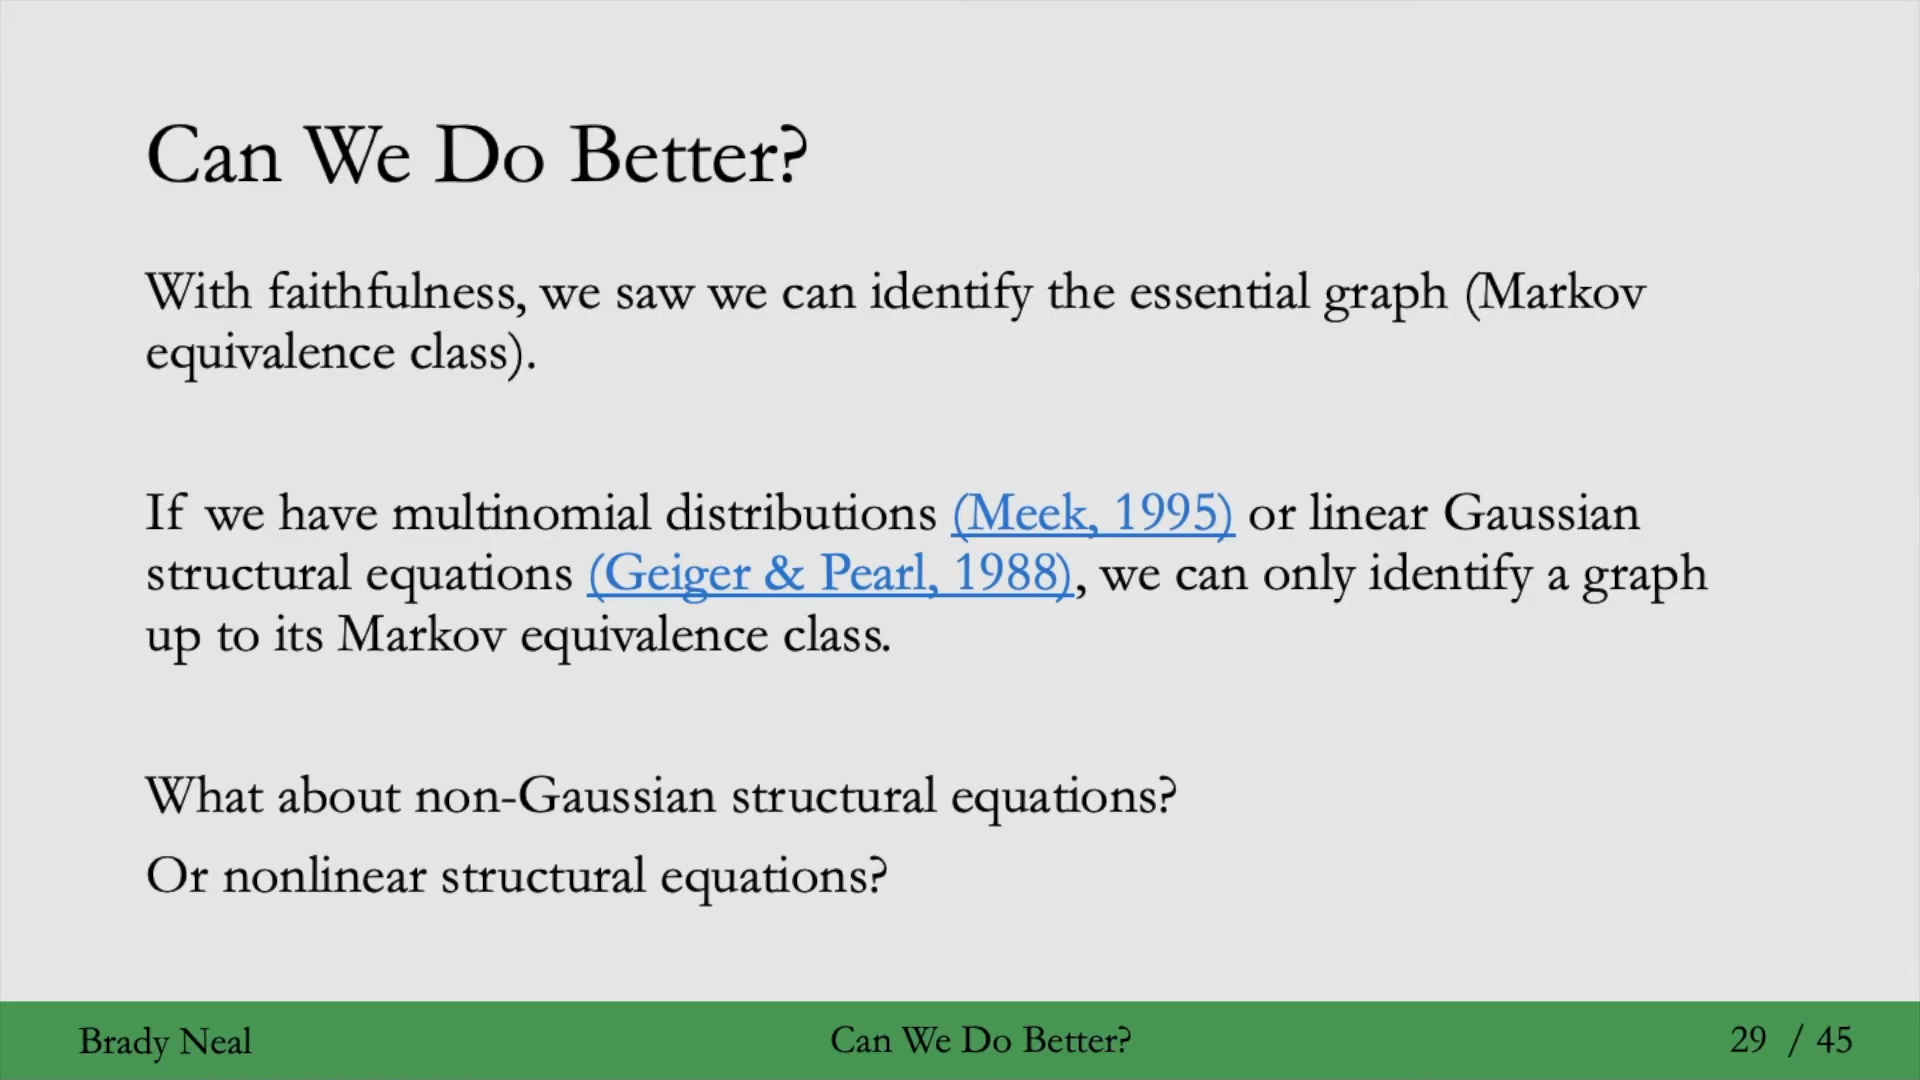 Can We Do Better?
With faithfulness, we saw we can identify the essential graph (Markov
equivalence class).
If we have multinomial distributions (Meek, 1995) or linear Gaussian
structural equations (Geiger & Pearl, 1988), we can only identify a graph
up to its Markov equivalence class.
What about non-Gaussian structural equations?
Or nonlinear structural equations?
Brady Neal
Can We Do Better?
29 / 45